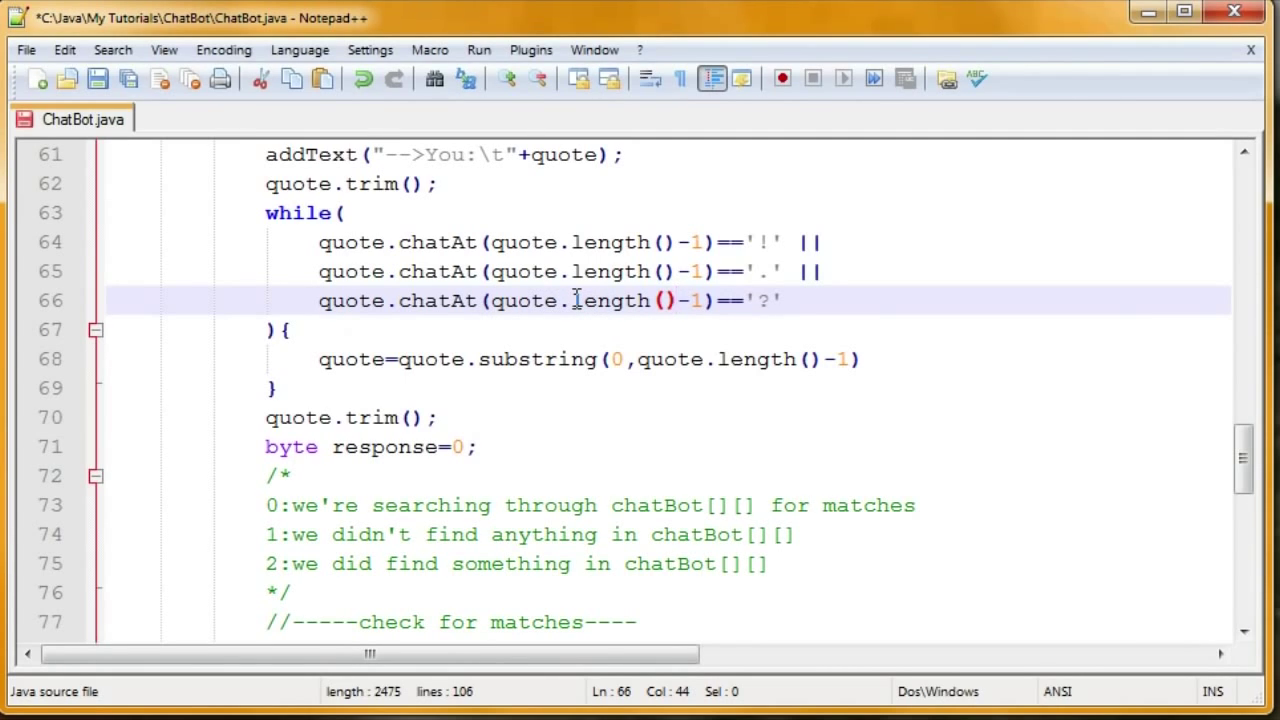 *C:\Java\My Tutorials\ChatBot\ChatBot.java - Notepad++
File Edit Search View Encoding Language Settings Macro Run Plugins Window ? X
ABC
ChatBot.java
61 addText("-->You:\t"+quote);
62 quote.trim();
63 while(
64 quote.chatAt(quote.length()-1)=='!' ||
65 quote.chatAt(quote.length()-1)=='.' ||
66 quote.chatAt(quote.length()-1)=='?'
67 ){
68 quote=quote.substring(0,quote.length()-1)
69 }
70 quote.trim();
71 byte response=0;
72 /*
73 0:we're searching through chatBot[][] for matches
74 1:we didn't find anything in chatBot[][]
75 2:we did find something in chatBot[][]
76 */
77 //-----check for matches----
Java source file length : 2475 lines : 106 Ln : 66 Col : 44 Sel : 0 Dos\Windows ANSI INS